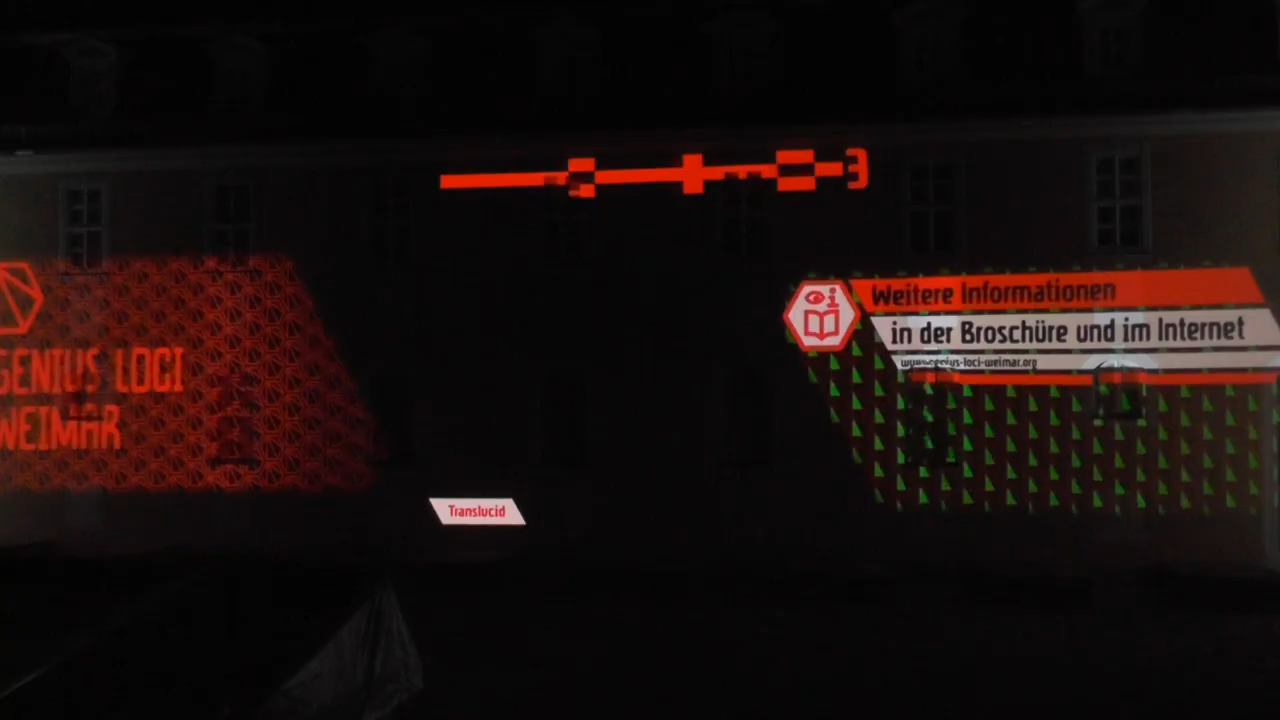 GENIUS LOCI
WEIMAR
Translucid
Weitere Informationen
in der Broschüre und im Internet
www.genius-loci-weimar.org